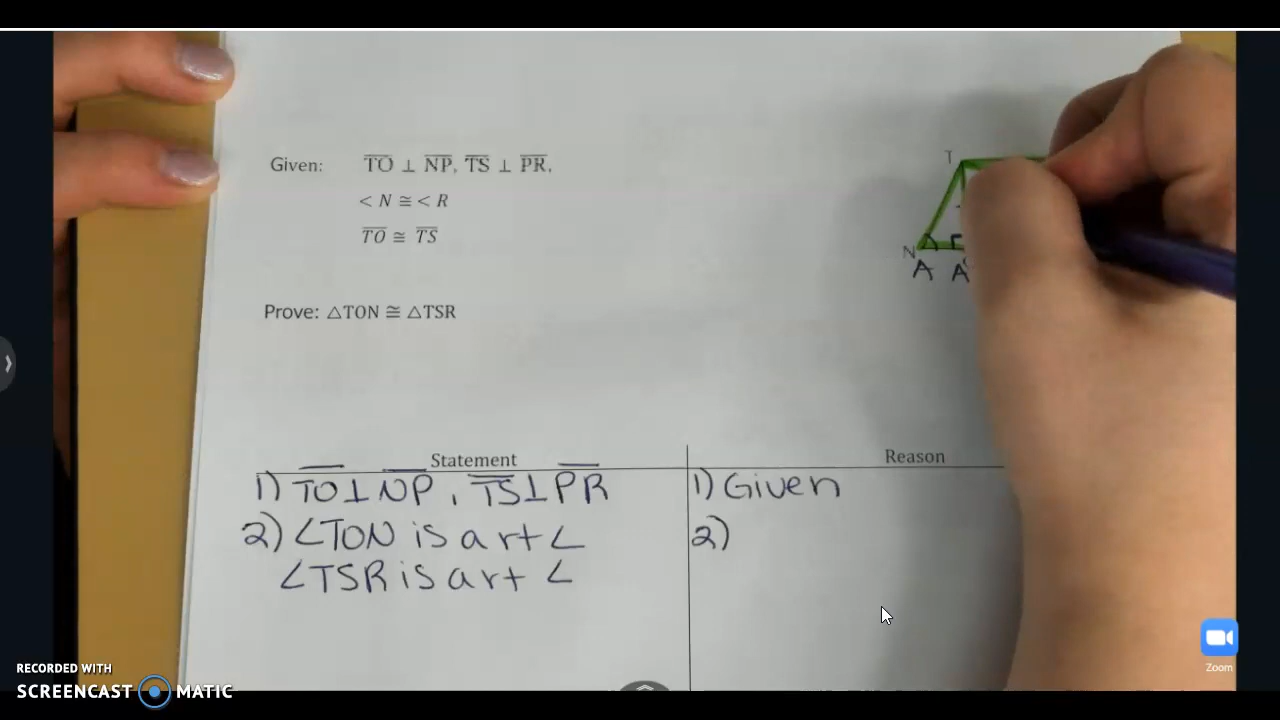 Given: TO ⊥ NP, TS ⊥ PR,
< N ≅ < R
TO ≅ TS
Prove: △TON ≅ △TSR
T
N
A A
Statement Reason
1) TO ⊥ NP, TS ⊥ PR 1) Given
2) ∠TON is a rt ∠ 2)
∠TSR is a rt ∠
Zoom
RECORDED WITH
SCREENCAST MATIC